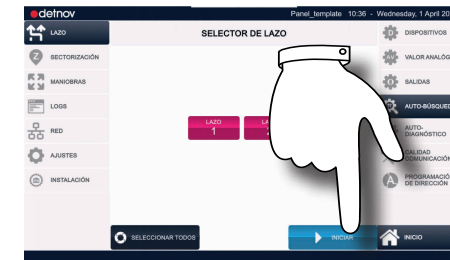 detnov
Panel_template 10:36 - Wednesday, 1 April 20
LAZO
SECTORIZACIÓN
MANIOBRAS
LOGS
RED
AJUSTES
INSTALACIÓN
SELECTOR DE LAZO
LAZO
1
LA
SELECCIONAR TODOS
INICIAR
DISPOSITIVOS
VALOR ANALÓG
SALIDAS
AUTO-BÚSQUED
AUTO-
DIAGNÓSTICO
CALIDAD
COMUNICACIÓN
PROGRAMACIÓ
DE DIRECCIÓN
INICIO